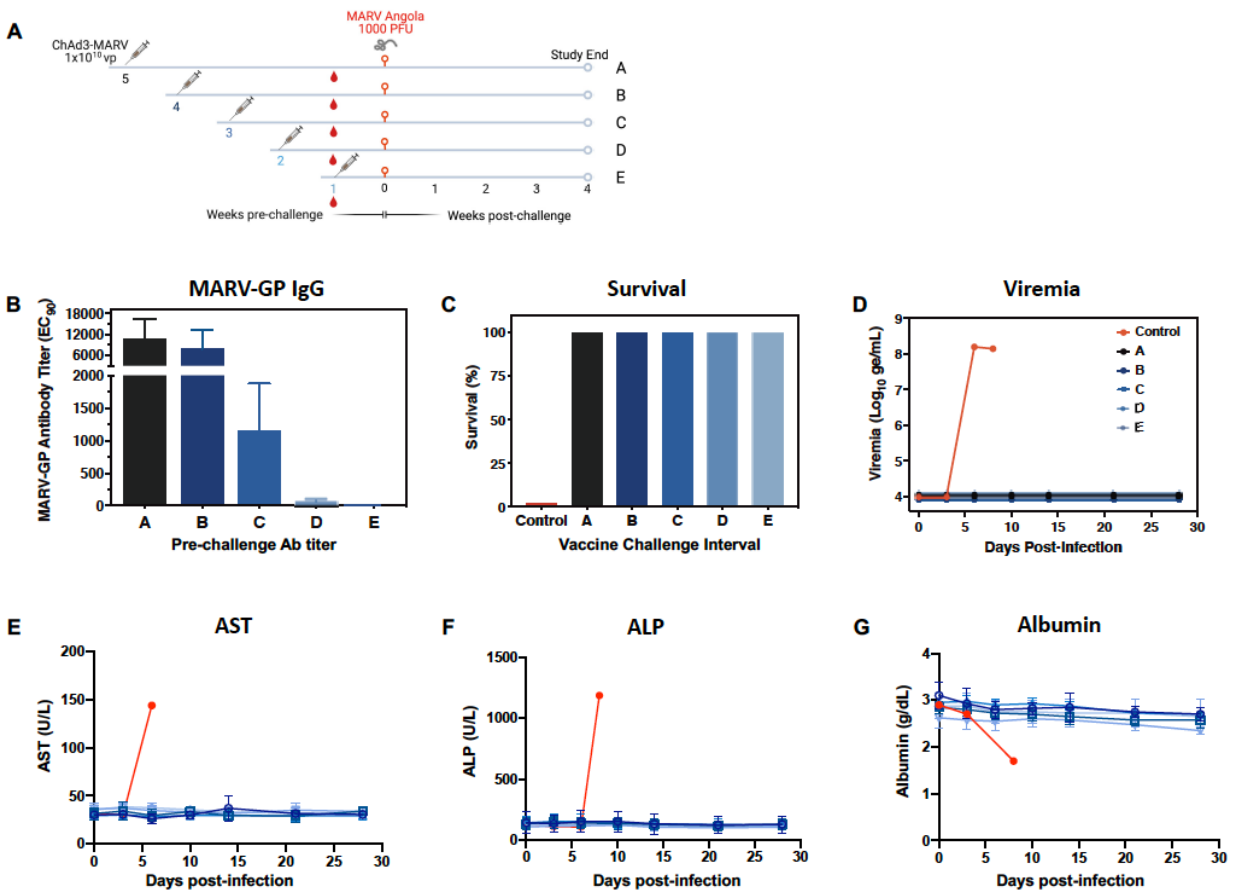 A
MARV Angola
1000 PFU
ChAd3-MARV
1x10¹⁰ vp
Study End
5
A
4
B
3
C
2
D
1 0 1 2 3 4
E
Weeks pre-challenge
Weeks post-challenge
B
MARV-GP IgG
MARV-GP Antibody Titer (EC₉₀)
18000
12000
6000
2000
1500
1000
500
0
A B C D E
Pre-challenge Ab titer
C
Survival
Survival (%)
100
75
50
25
0
Control A B C D E
Vaccine Challenge Interval
D
Viremia
Viremia (Log₁₀ ge/mL)
9
8
7
6
5
4
Control
A
B
C
D
E
0 5 10 15 20 25 30
Days Post-Infection
E
AST
AST (U/L)
200
150
100
50
0
0 5 10 15 20 25 30
Days post-infection
F
ALP
ALP (U/L)
1500
1000
500
0
0 5 10 15 20 25 30
Days post-infection
G
Albumin
Albumin (g/dL)
4
3
2
1
0
0 5 10 15 20 25 30
Days post-infection